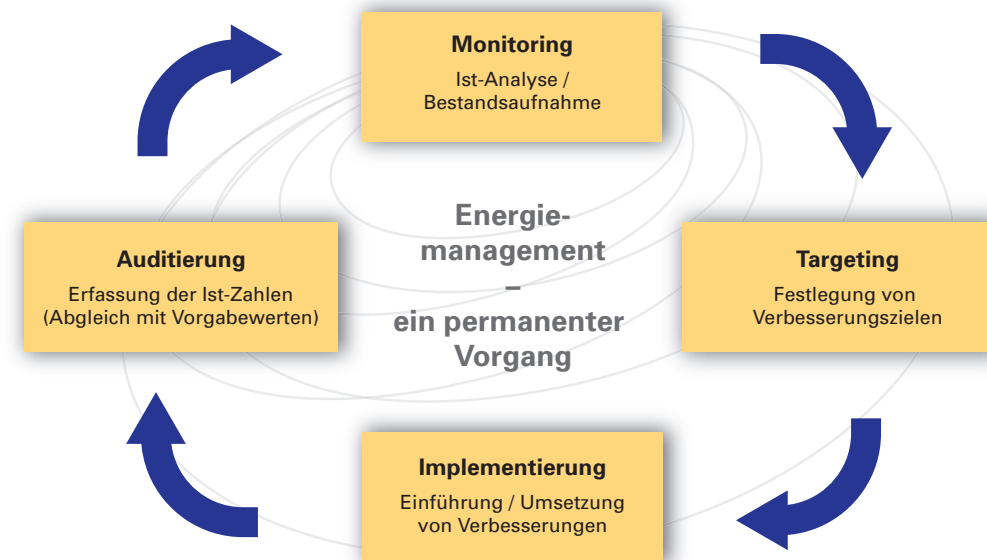 Monitoring
Ist-Analyse /
Bestandsaufnahme
Energie-
management
–
ein permanenter
Vorgang
Auditierung
Erfassung der Ist-Zahlen
(Abgleich mit Vorgabewerten)
Targeting
Festlegung von
Verbesserungszielen
Implementierung
Einführung / Umsetzung
von Verbesserungen